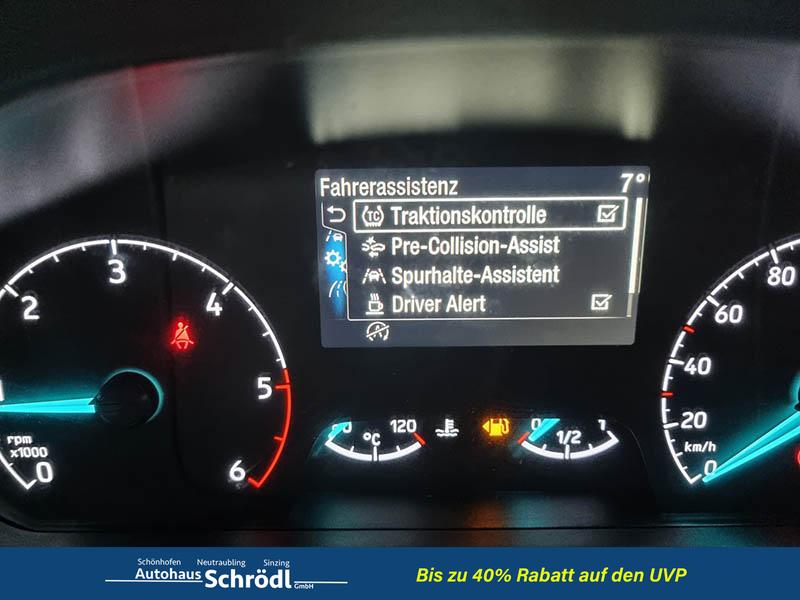 Fahrerassistenz 7°
TC Traktionskontrolle
Pre-Collision-Assist
Spurhalte-Assistent
Driver Alert
A
1 2 3 4 5 6
rpm
x1000
0
°C 120
0 1/2 1
80
60
40
20
km/h
0
Schönhofen Neutraubling Sinzing
Autohaus Schrödl GmbH
Bis zu 40% Rabatt auf den UVP